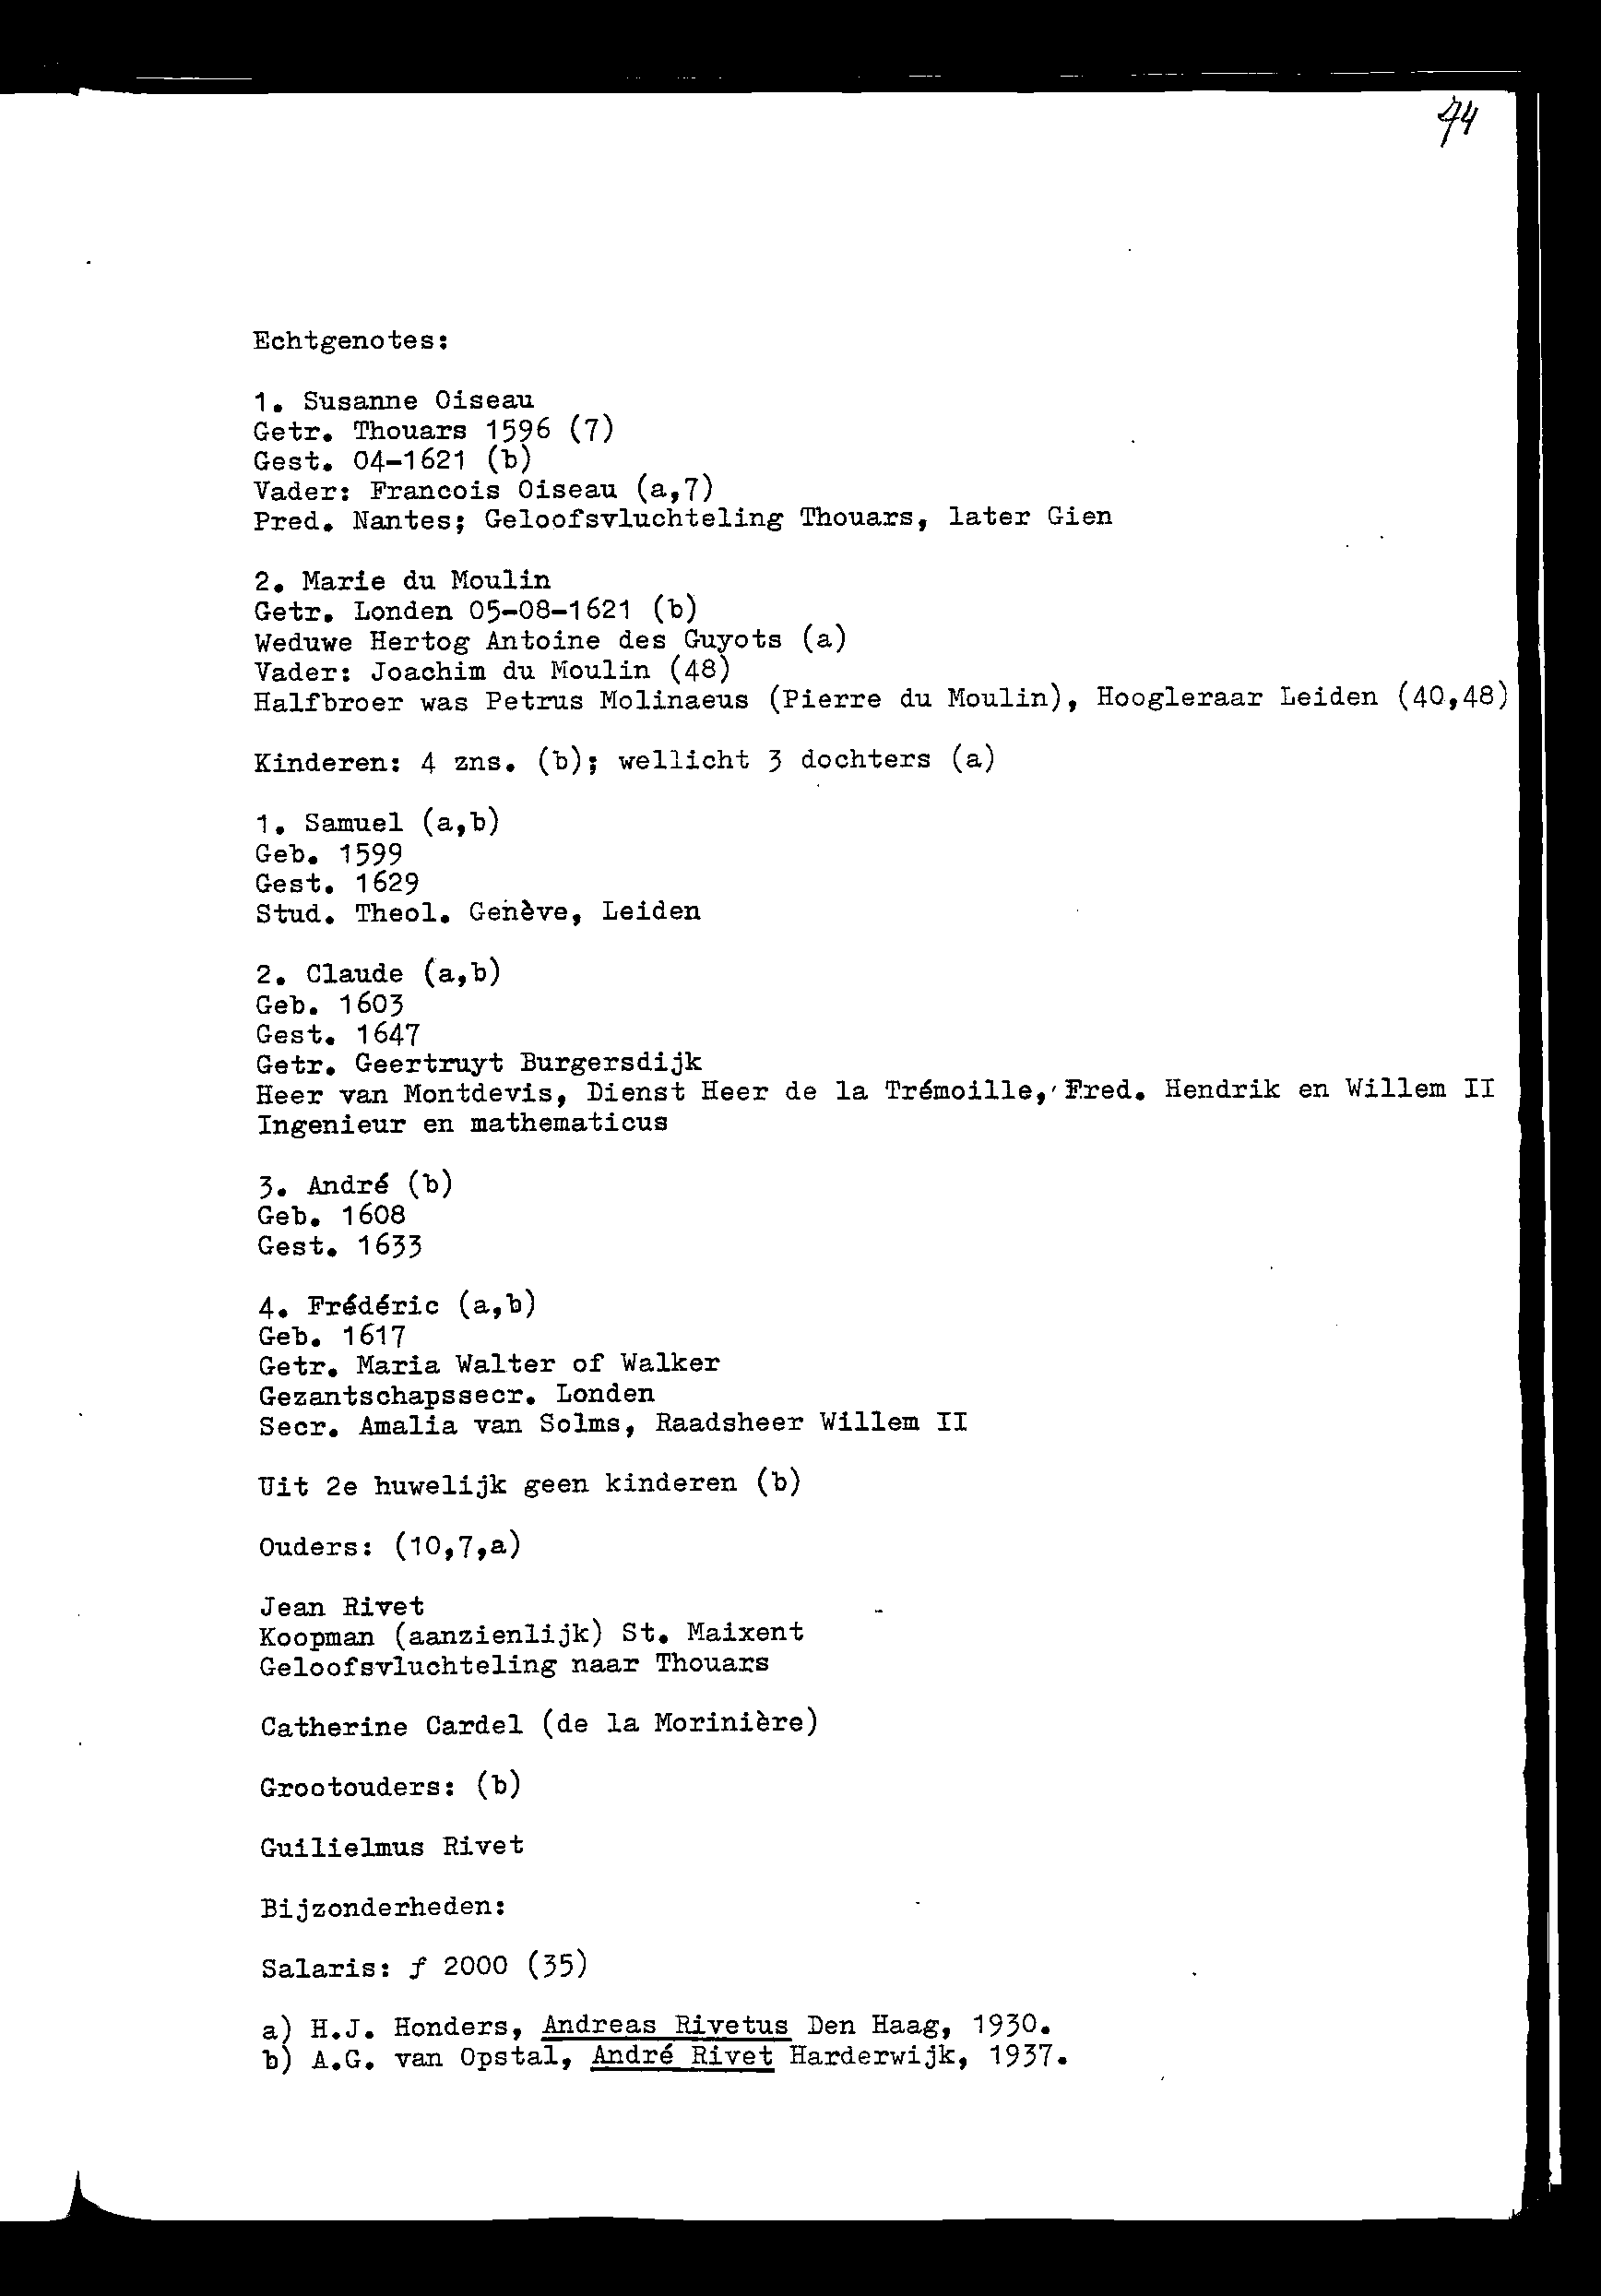 74
Echtgenotes:
1. Susanne Oiseau
Getr. Thouars 1596 (7)
Gest. 04-1621 (b)
Vader: Francois Oiseau (a,7)
Pred. Nantes; Geloofsvluchteling Thouars, later Gien
2. Marie du Moulin
Getr. Londen 05-08-1621 (b)
Weduwe Hertog Antoine des Guyots (a)
Vader: Joachim du Moulin (48)
Halfbroer was Petrus Molinaeus (Pierre du Moulin), Hoogleraar Leiden (40,48)
Kinderen: 4 zns. (b); wellicht 3 dochters (a)
1. Samuel (a,b)
Geb. 1599
Gest. 1629
Stud. Theol. Genève, Leiden
2. Claude (a,b)
Geb. 1603
Gest. 1647
Getr. Geertruyt Burgersdijk
Heer van Montdevis, Dienst Heer de la Trémoille, Fred. Hendrik en Willem II
Ingenieur en mathematicus
3. André (b)
Geb. 1608
Gest. 1633
4. Frédéric (a,b)
Geb. 1617
Getr. Maria Walter of Walker
Gezantschapssecr. Londen
Secr. Amalia van Solms, Raadsheer Willem II
Uit 2e huwelijk geen kinderen (b)
Ouders: (10,7,a)
Jean Rivet
Koopman (aanzienlijk) St. Maixent
Geloofsvluchteling naar Thouars
Catherine Cardel (de la Morinière)
Grootouders: (b)
Guilielmus Rivet
Bijzonderheden:
Salaris: ƒ 2000 (35)
a) H.J. Honders, Andreas Rivetus Den Haag, 1930.
b) A.G. van Opstal, André Rivet Harderwijk, 1937.